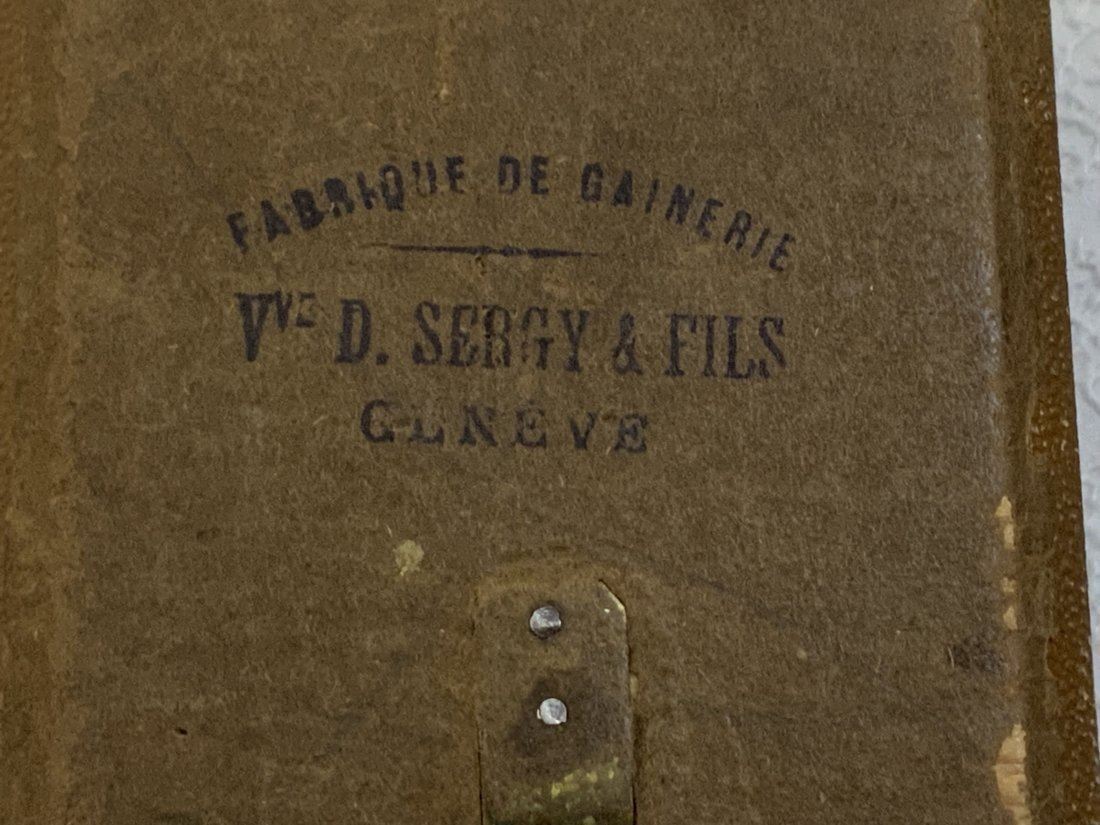 FABRIQUE DE GAINERIE
Vve D. SERGY & FILS
GENÈVE